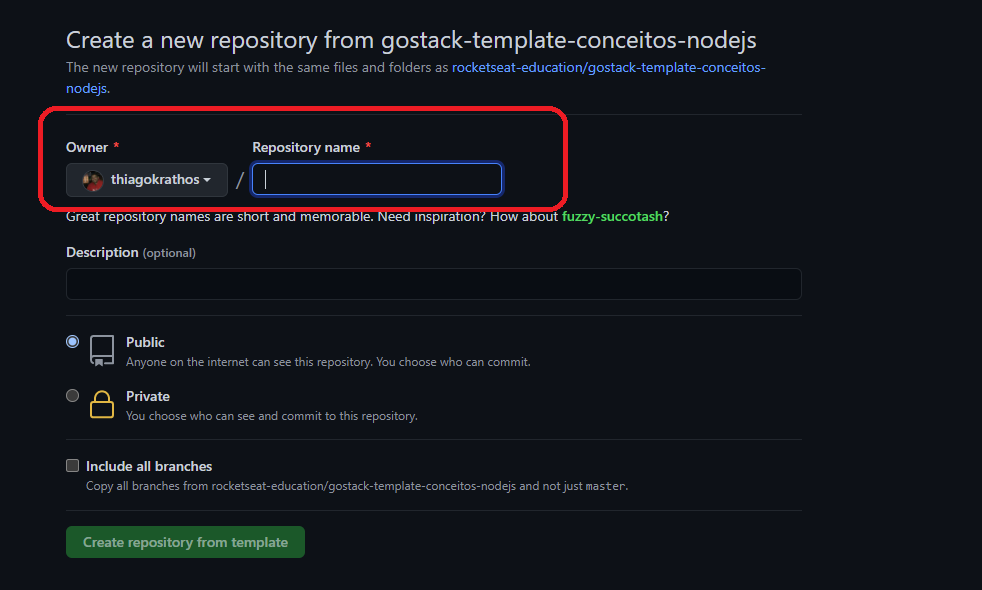 Create a new repository from gostack-template-conceitos-nodejs
The new repository will start with the same files and folders as rocketseat-education/gostack-template-conceitos-
nodejs.
Owner * Repository name *
thiagokrathos /
Great repository names are short and memorable. Need inspiration? How about fuzzy-succotash?
Description (optional)
Public
Anyone on the internet can see this repository. You choose who can commit.
Private
You choose who can see and commit to this repository.
Include all branches
Copy all branches from rocketseat-education/gostack-template-conceitos-nodejs and not just master.
Create repository from template